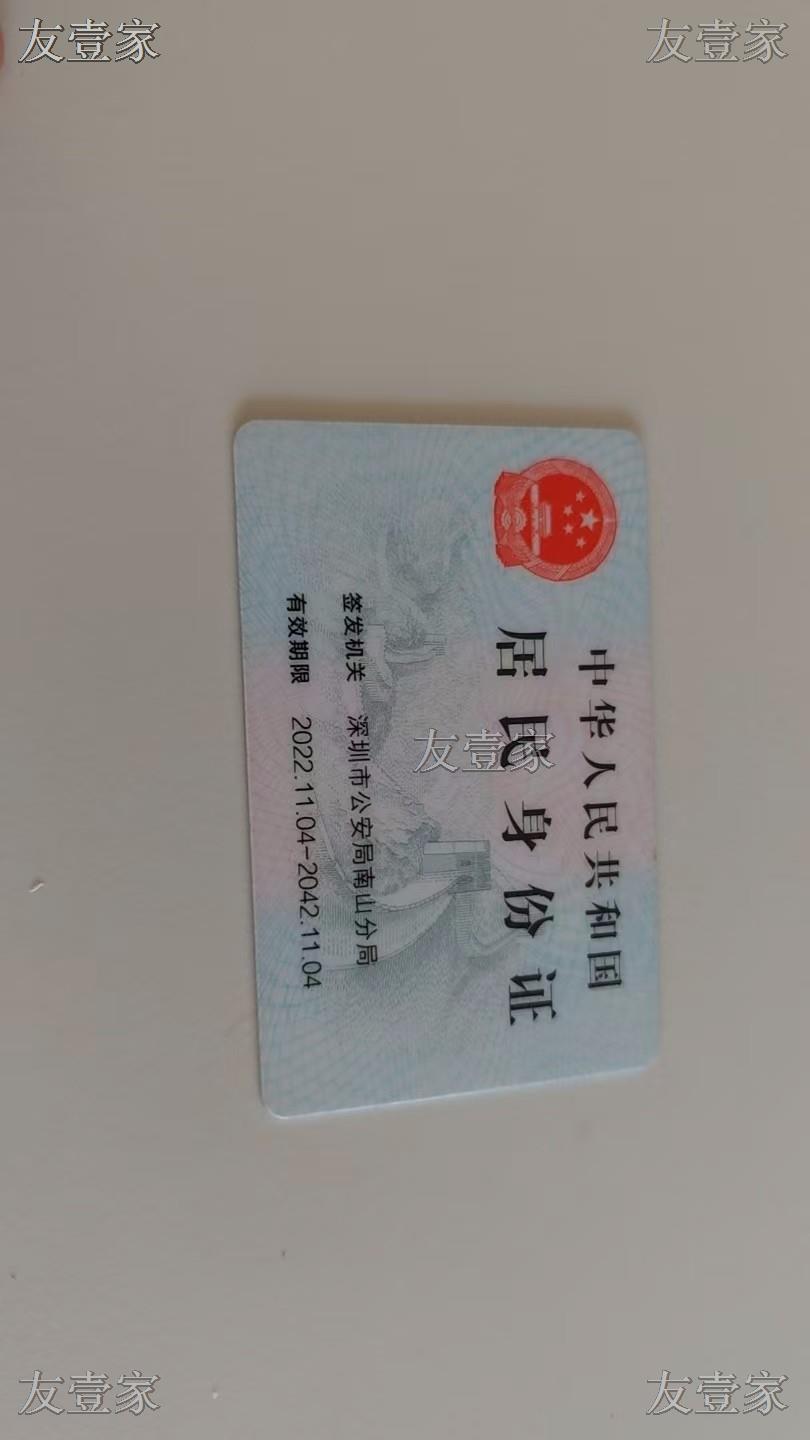 友壹家
友壹家
中华人民共和国
居民身份证
友壹家
签发机关 深圳市公安局南山分局
有效期限 2022.11.04-2042.11.04
友壹家
友壹家